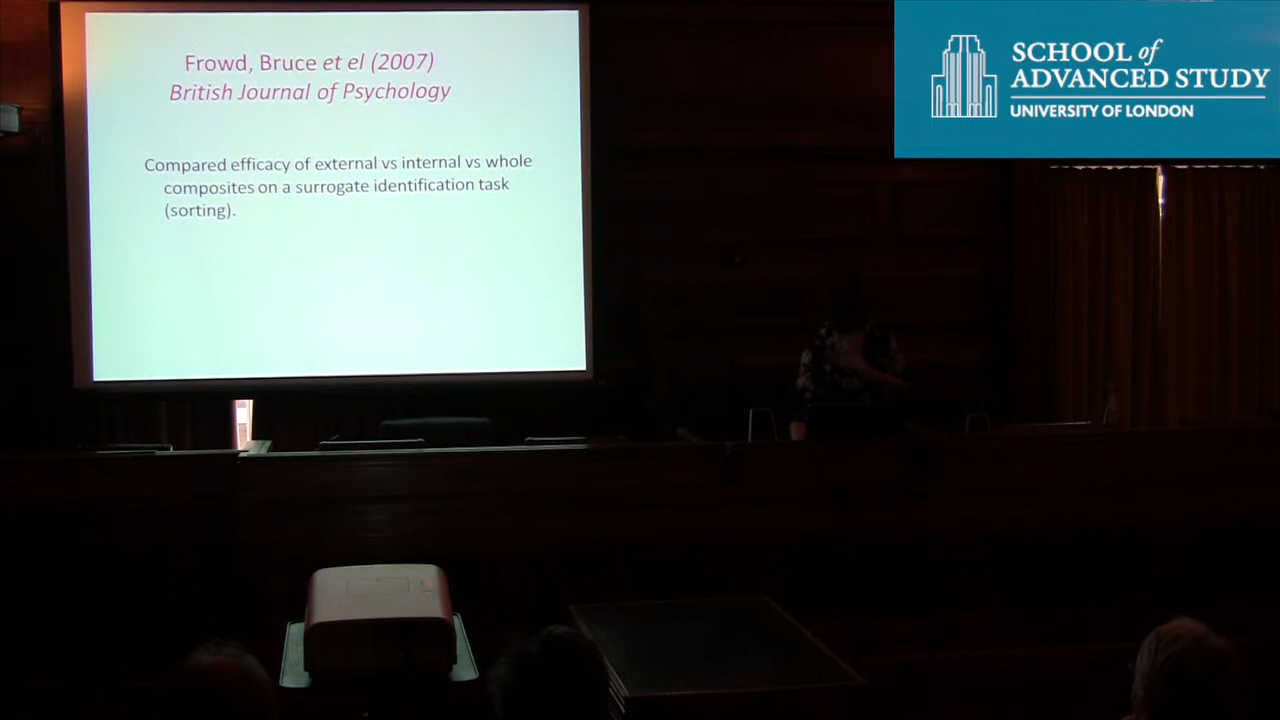 Frowd, Bruce et el (2007)
British Journal of Psychology
Compared efficacy of external vs internal vs whole
composites on a surrogate identification task
(sorting).
SCHOOL of
ADVANCED STUDY
UNIVERSITY OF LONDON